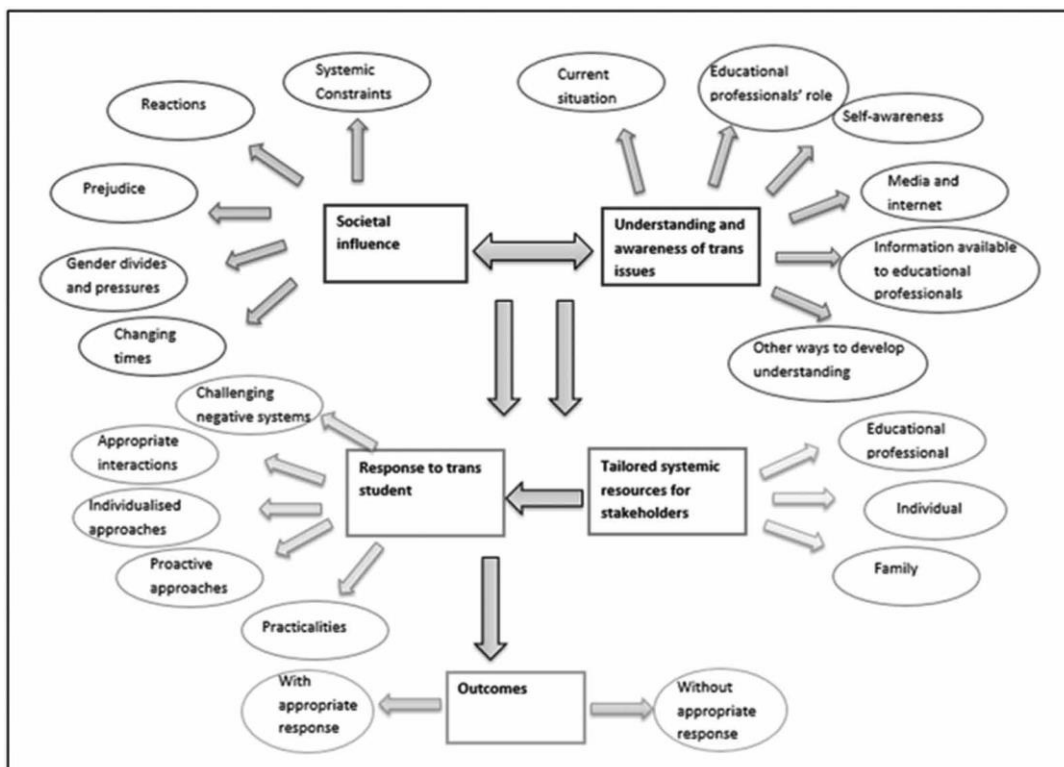 Systemic
Constraints
Reactions
Prejudice
Gender divides
and pressures
Changing
times
Societal
influence
Current
situation
Educational
professionals' role
Self-awareness
Media and
internet
Information available
to educational
professionals
Other ways to develop
understanding
Understanding and
awareness of trans
issues
Challenging
negative systems
Appropriate
interactions
Individualised
approaches
Proactive
approaches
Practicalities
Response to trans
student
Tailored systemic
resources for
stakeholders
Educational
professional
Individual
Family
With
appropriate
response
Outcomes
Without
appropriate
response